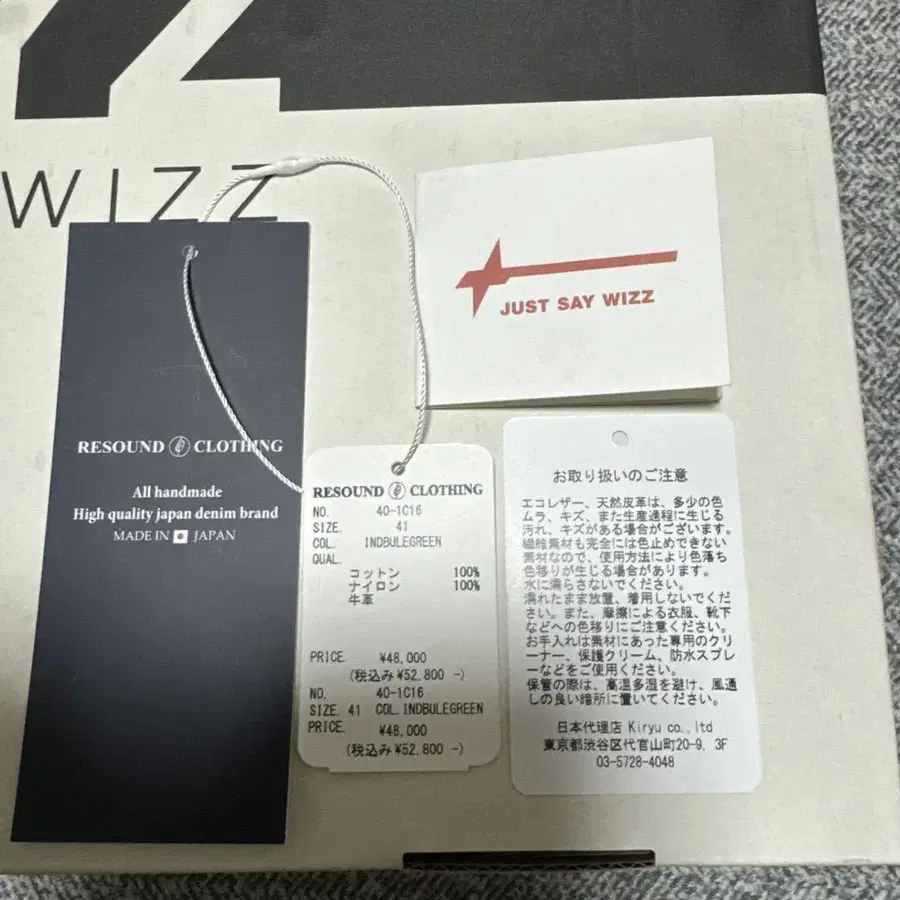 WIZZ
RESOUND CLOTHING
All handmade
High quality japan denim brand
MADE IN JAPAN
JUST SAY WIZZ
RESOUND CLOTHING
NO. 40-1C16
SIZE. 41
COL. INDBULEGREEN
QUAL.
コットン 100%
ナイロン 100%
牛革
PRICE. ¥48,000
(税込み¥52,800 -)
NO. 40-1C16
SIZE. 41 COL. INDBULEGREEN
PRICE. ¥48,000
(税込み¥52,800 -)
お取り扱いのご注意
エコレザー、天然皮革は、多少の色
ムラ、キズ、また生産過程に生じる
汚れ、キズがある場合がございます。
繊維素材も完全には色止めできない
素材なので、使用方法により色落ち
色移りが生じる場合があります。
水に濡らさないでください。
濡れたまま放置、着用しないでくだ
さい。また、摩擦による衣服、靴下
などへの色移りにご注意ください。
お手入れは素材にあった専用のクリ
ーナー、保護クリーム、防水スプレ
ーなどをご使用ください。
保管の際は、高温多湿を避け、風通
しの良い暗所に置いてください。
日本代理店 Kiryu co.,ltd
東京都渋谷区代官山町20-9, 3F
03-5728-4048